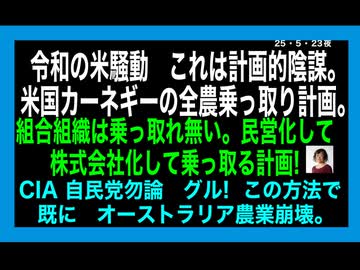 25・5・23夜
令和の米騒動　これは計画的陰謀。
米国カーネギーの全農乗っ取り計画。
組合組織は乗っ取れ無い。民営化して
株式会社化して乗っ取る計画!
CIA 自民党勿論　グル!　この方法で
既に　オーストラリア農業崩壊。